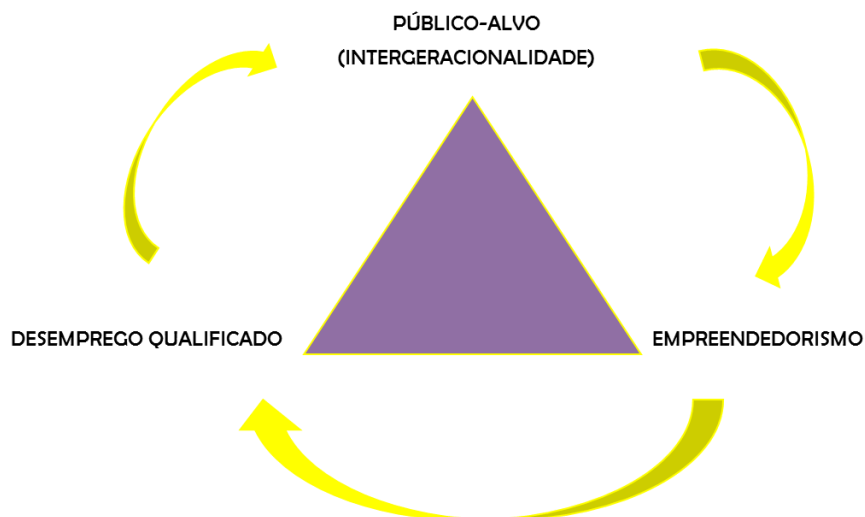 PÚBLICO-ALVO
(INTERGERACIONALIDADE)
DESEMPREGO QUALIFICADO
EMPREENDEDORISMO